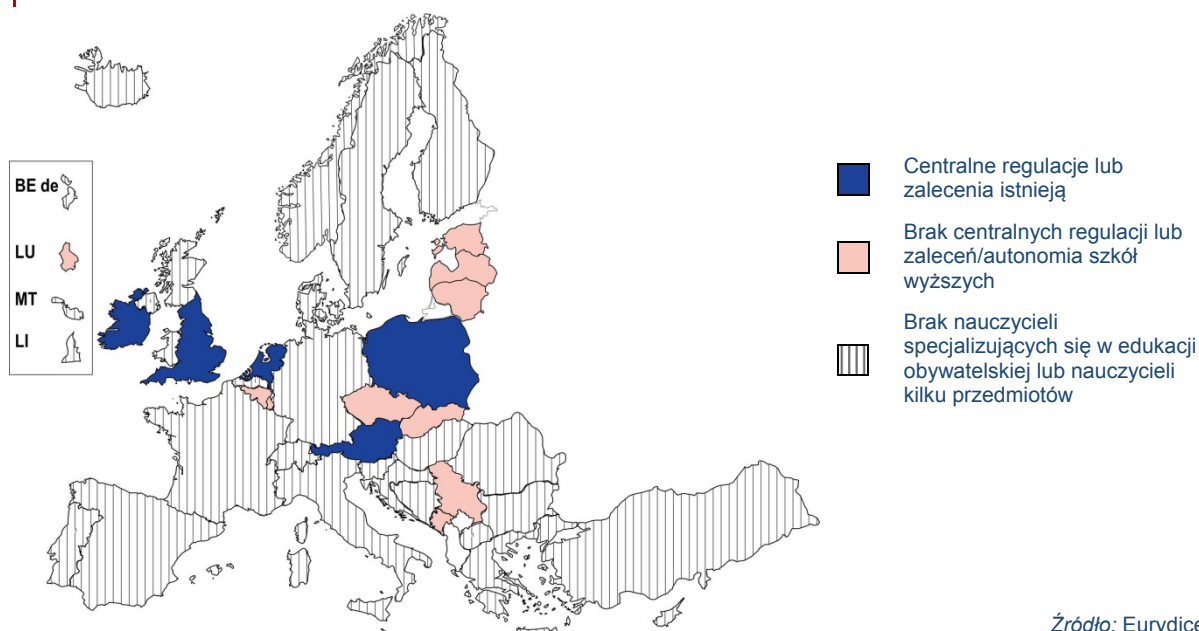 BE de
LU
MT
LI
Centralne regulacje lub
zalecenia istnieją
Brak centralnych regulacji lub
zaleceń/autonomia szkół
wyższych
Brak nauczycieli
specjalizujących się w edukacji
obywatelskiej lub nauczycieli
kilku przedmiotów
Źródło: Eurydice